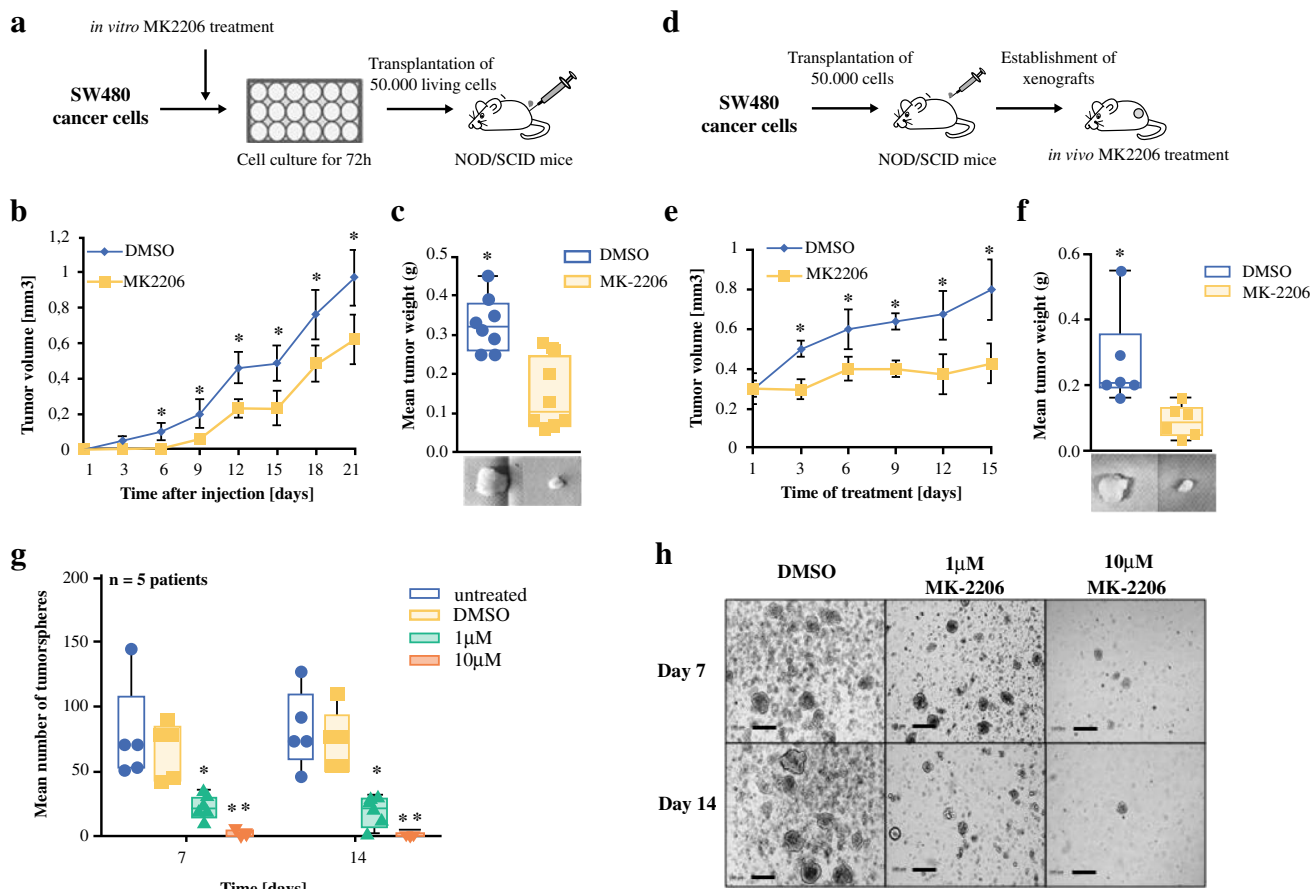 a
in vitro MK2206 treatment
SW480
cancer cells
Cell culture for 72h
Transplantation of
50.000 living cells
NOD/SCID mice
d
SW480
cancer cells
Transplantation of
50.000 cells
NOD/SCID mice
Establishment of
xenografts
in vivo MK2206 treatment
b
Tumor volume [mm3]
1,2
1
0,8
0,6
0,4
0,2
0
DMSO
MK2206
* * * * * *
1 3 6 9 12 15 18 21
Time after injection [days]
c
Mean tumor weight (g)
0.5
0.4
0.3
0.2
0.1
0.0
*
DMSO
MK-2206
e
Tumor volume [mm3]
1
0.8
0.6
0.4
0.2
0
DMSO
MK2206
* * * * *
1 3 6 9 12 15
Time of treatment [days]
f
Mean tumor weight (g)
0.6
0.4
0.2
0.0
*
DMSO
MK-2206
g
Mean number of tumorspheres
200
150
100
50
0
n = 5 patients
untreated
DMSO
1μM
10μM
* ** * **
7 14
Time [days]
h
DMSO
1μM
MK-2206
10μM
MK-2206
Day 7
Day 14